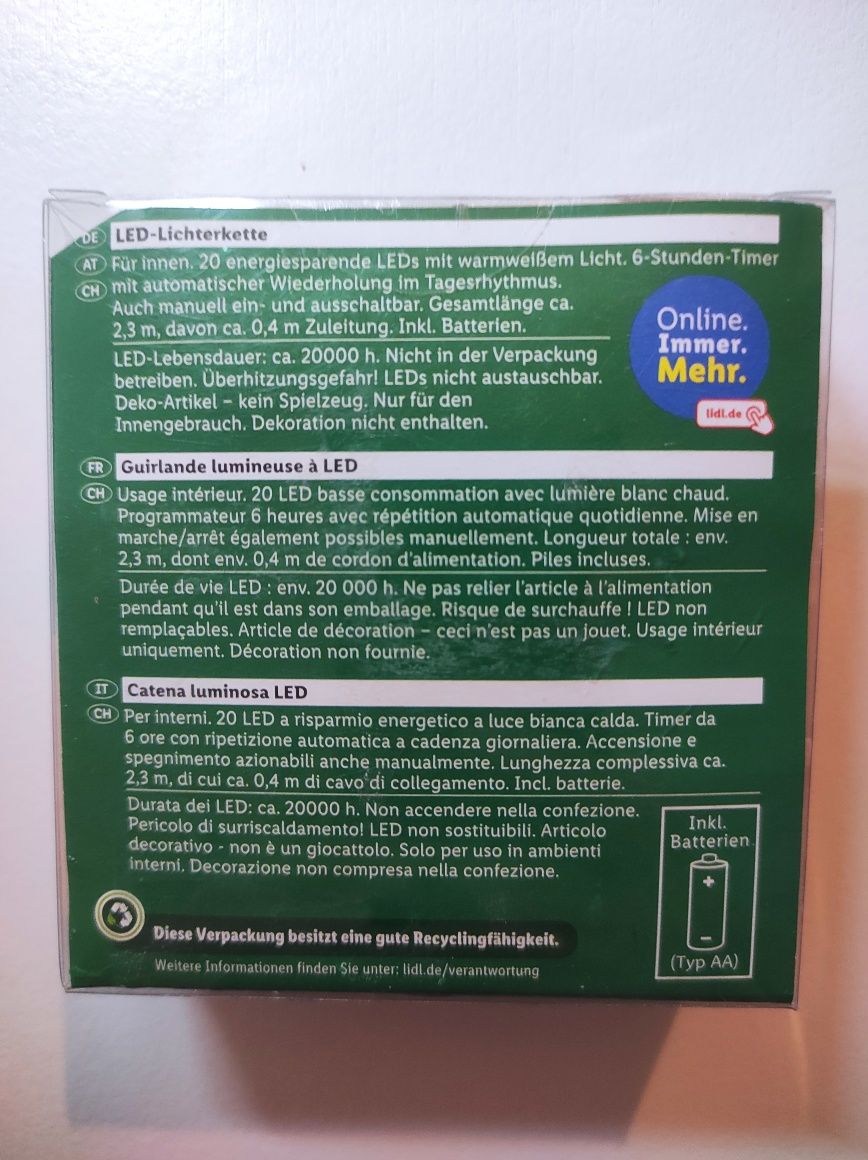 DE LED-Lichterkette
AT Für innen. 20 energiesparende LEDs mit warmweißem Licht. 6-Stunden-Timer
CH mit automatischer Wiederholung im Tagesrhythmus.
Auch manuell ein- und ausschaltbar. Gesamtlänge ca.
2,3 m, davon ca. 0,4 m Zuleitung. Inkl. Batterien.
LED-Lebensdauer: ca. 20000 h. Nicht in der Verpackung
betreiben. Überhitzungsgefahr! LEDs nicht austauschbar.
Deko-Artikel – kein Spielzeug. Nur für den
Innengebrauch. Dekoration nicht enthalten.
Online.
Immer.
Mehr.
lidl.de
FR Guirlande lumineuse à LED
CH Usage intérieur. 20 LED basse consommation avec lumière blanc chaud.
Programmateur 6 heures avec répétition automatique quotidienne. Mise en
marche/arrêt également possibles manuellement. Longueur totale : env.
2,3 m, dont env. 0,4 m de cordon d'alimentation. Piles incluses.
Durée de vie LED : env. 20 000 h. Ne pas relier l'article à l'alimentation
pendant qu'il est dans son emballage. Risque de surchauffe ! LED non
remplaçables. Article de décoration – ceci n'est pas un jouet. Usage intérieur
uniquement. Décoration non fournie.
IT Catena luminosa LED
CH Per interni. 20 LED a risparmio energetico a luce bianca calda. Timer da
6 ore con ripetizione automatica a cadenza giornaliera. Accensione e
spegnimento azionabili anche manualmente. Lunghezza complessiva ca.
2,3 m, di cui ca. 0,4 m di cavo di collegamento. Incl. batterie.
Durata dei LED: ca. 20000 h. Non accendere nella confezione.
Pericolo di surriscaldamento! LED non sostituibili. Articolo
decorativo - non è un giocattolo. Solo per uso in ambienti
interni. Decorazione non compresa nella confezione.
Inkl.
Batterien
+
–
(Typ AA)
Diese Verpackung besitzt eine gute Recyclingfähigkeit.
Weitere Informationen finden Sie unter: lidl.de/verantwortung